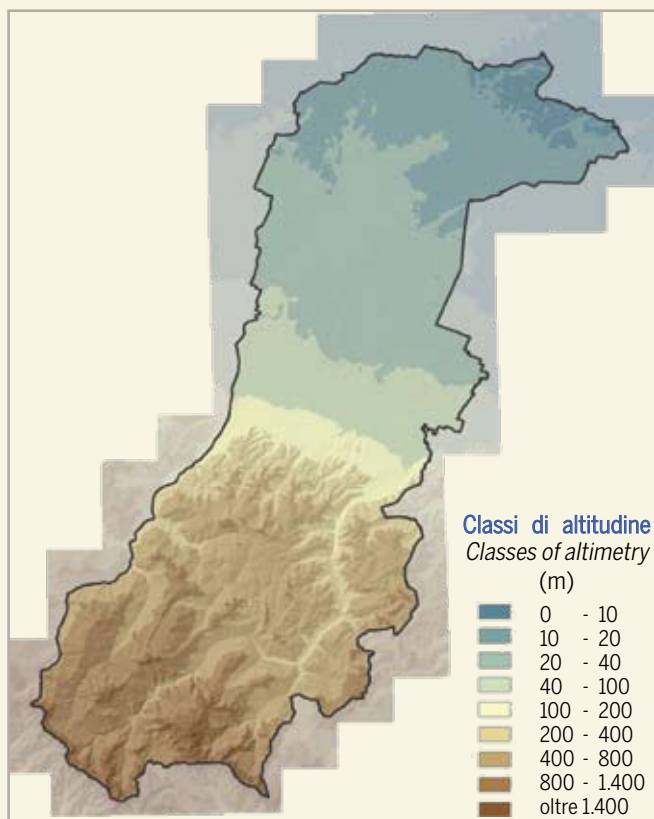 Classi di altitudine
Classes of altimetry
(m)
0 - 10
10 - 20
20 - 40
40 - 100
100 - 200
200 - 400
400 - 800
800 - 1.400
oltre 1.400